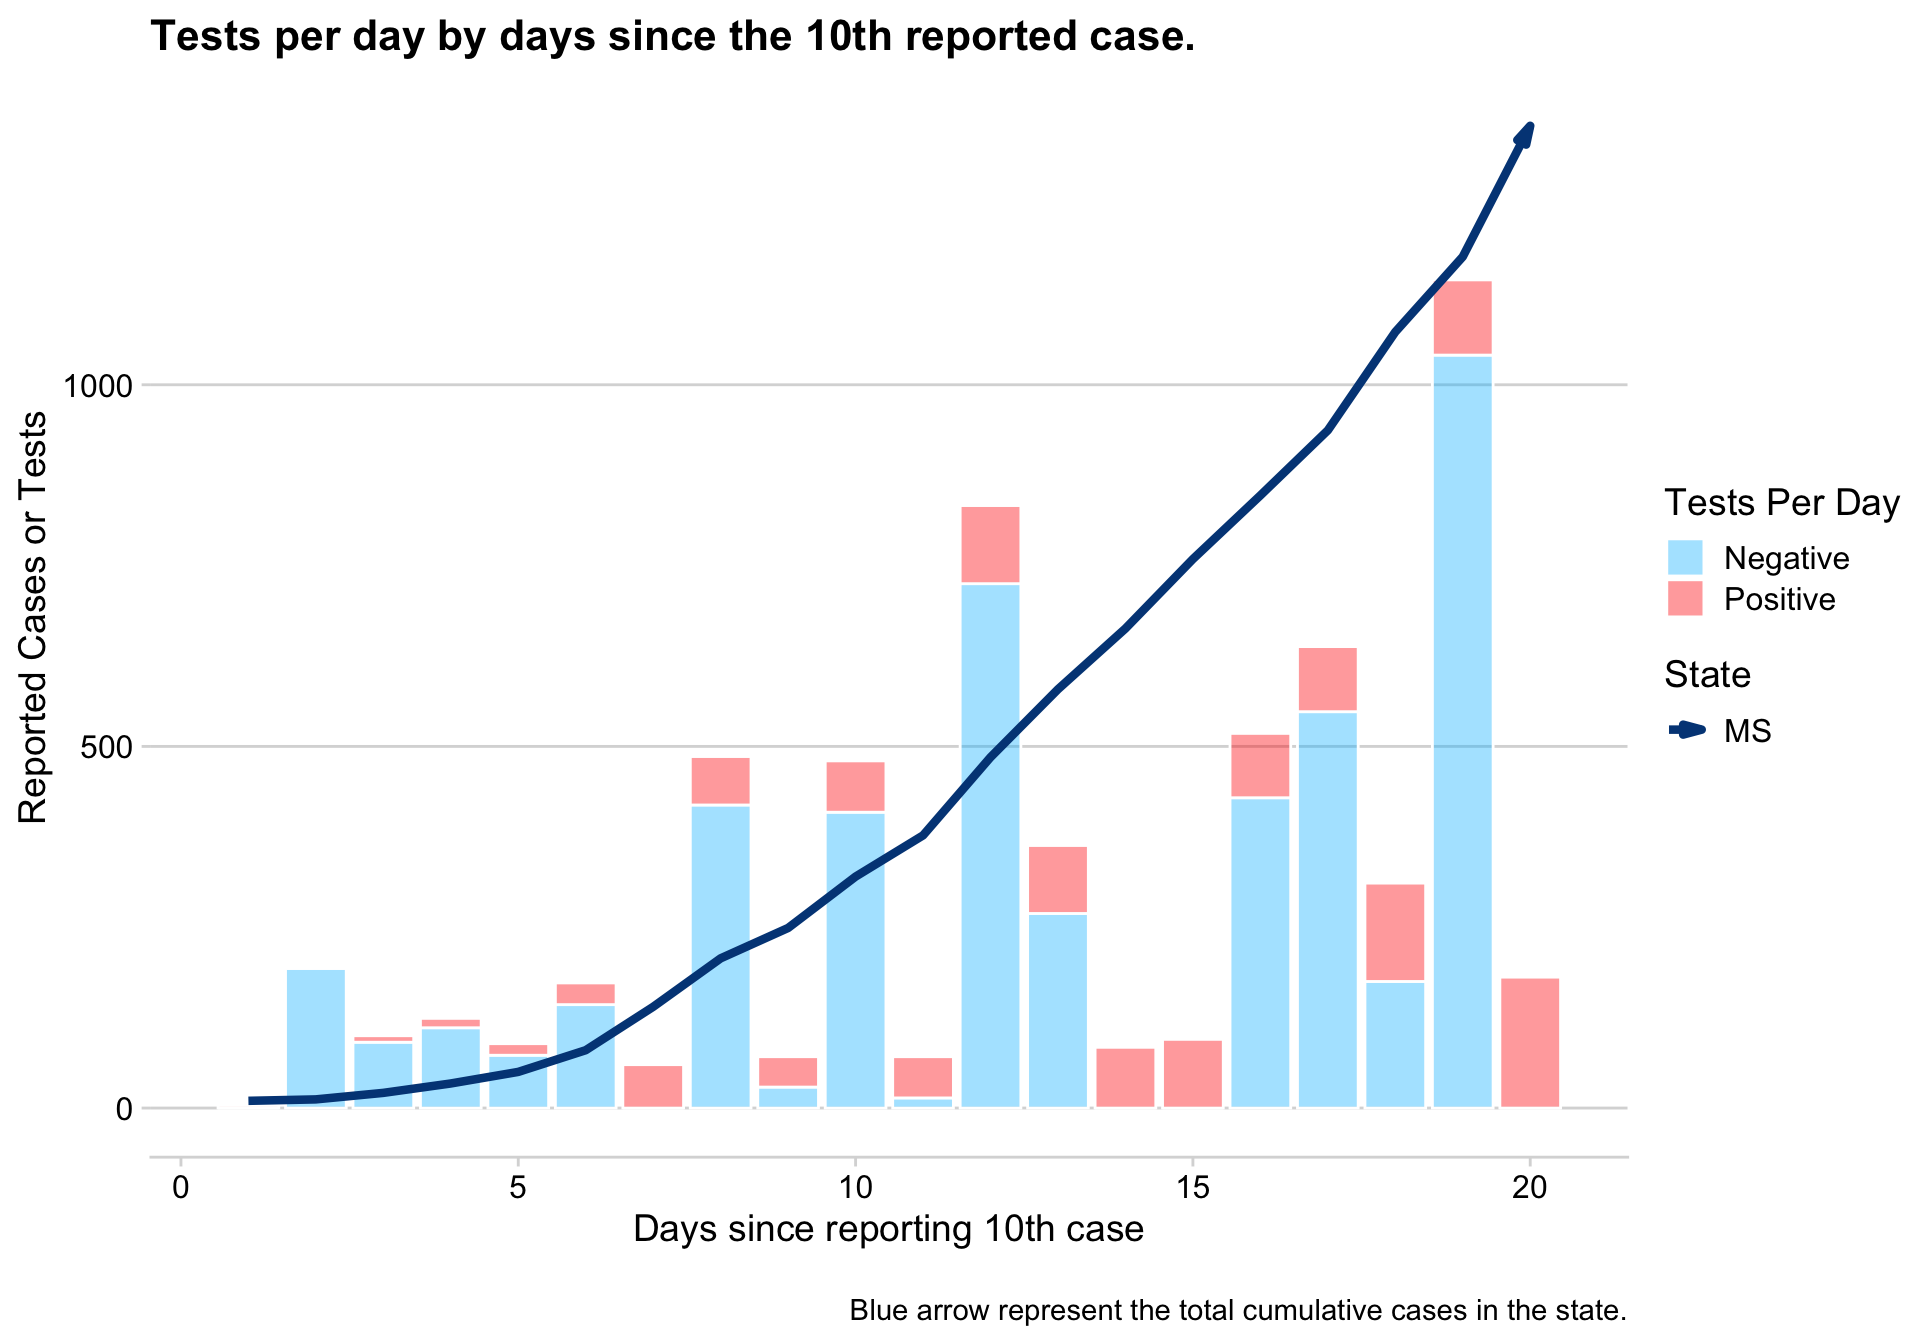 Tests per day by days since the 10th reported case.
Reported Cases or Tests
1000
500
0
0 5 10 15 20
Days since reporting 10th case
Tests Per Day
Negative
Positive
State
MS
Blue arrow represent the total cumulative cases in the state.